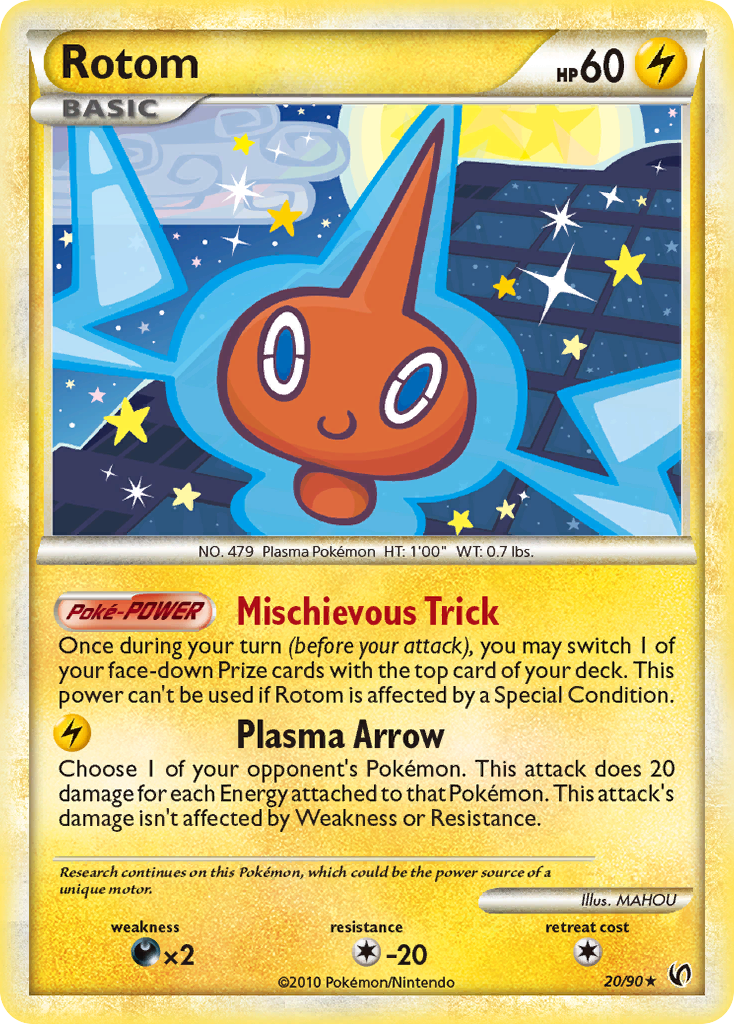 Rotom
HP60
BASIC
NO. 479 Plasma Pokémon HT: 1'00" WT: 0.7 lbs.
Poké-POWER Mischievous Trick
Once during your turn (before your attack), you may switch 1 of
your face-down Prize cards with the top card of your deck. This
power can't be used if Rotom is affected by a Special Condition.
Plasma Arrow
Choose 1 of your opponent's Pokémon. This attack does 20
damage for each Energy attached to that Pokémon. This attack's
damage isn't affected by Weakness or Resistance.
Research continues on this Pokémon, which could be the power source of a
unique motor.
Illus. MAHOU
weakness resistance retreat cost
×2 -20
©2010 Pokémon/Nintendo 20/90★